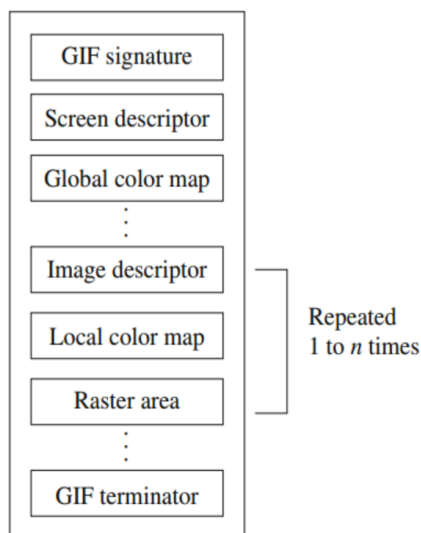 GIF signature
Screen descriptor
Global color map
Image descriptor
Local color map
Raster area
GIF terminator
Repeated
1 to n times